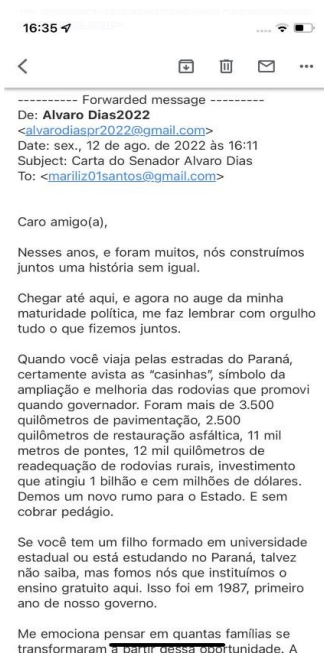 16:35
---------- Forwarded message ---------
De: Alvaro Dias2022
<alvarodiaspr2022@gmail.com>
Date: sex., 12 de ago. de 2022 às 16:11
Subject: Carta do Senador Alvaro Dias
To: <mariliz01santos@gmail.com>
Caro amigo(a),
Nesses anos, e foram muitos, nós construímos
juntos uma história sem igual.
Chegar até aqui, e agora no auge da minha
maturidade política, me faz lembrar com orgulho
tudo o que fizemos juntos.
Quando você viaja pelas estradas do Paraná,
certamente avista as “casinhas”, símbolo da
ampliação e melhoria das rodovias que promovi
quando governador. Foram mais de 3.500
quilômetros de pavimentação, 2.500
quilômetros de restauração asfáltica, 11 mil
metros de pontes, 12 mil quilômetros de
readequação de rodovias rurais, investimento
que atingiu 1 bilhão e cem milhões de dólares.
Demos um novo rumo para o Estado. E sem
cobrar pedágio.
Se você tem um filho formado em universidade
estadual ou está estudando no Paraná, talvez
não saiba, mas fomos nós que instituímos o
ensino gratuito aqui. Isso foi em 1987, primeiro
ano de nosso governo.
Me emociona pensar em quantas famílias se
transformaram a partir dessa oportunidade. A